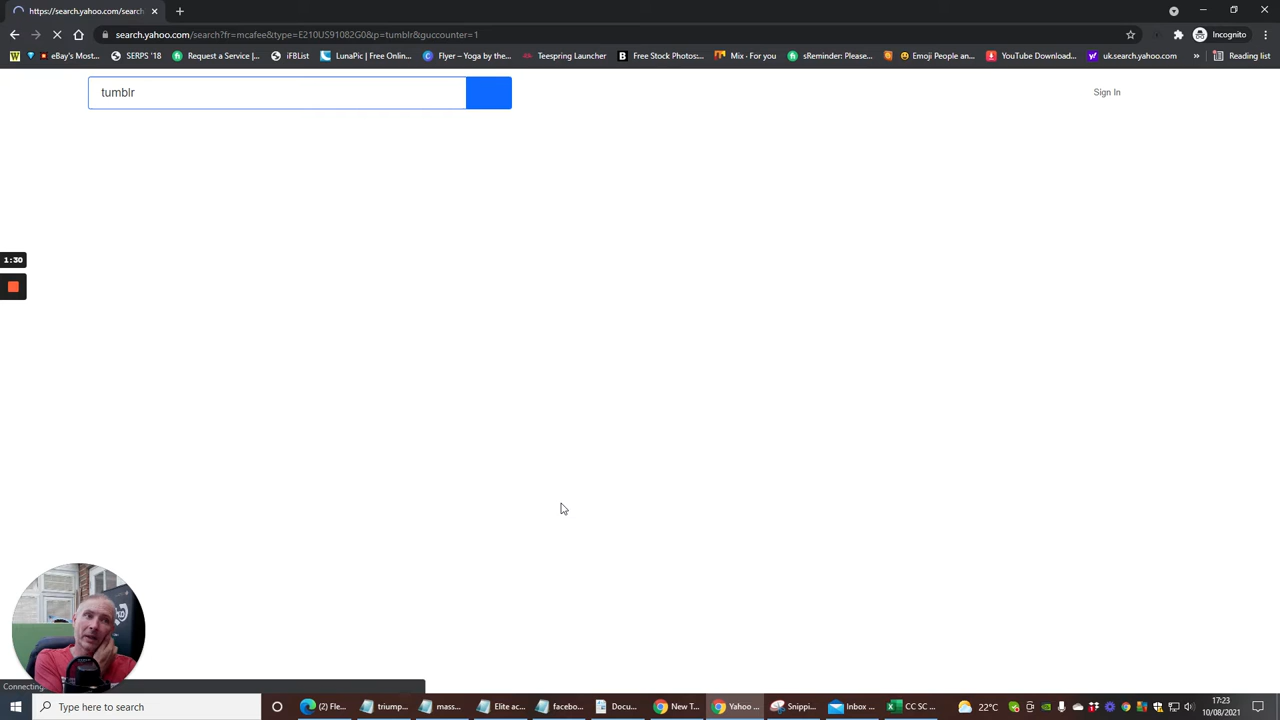 https://search.yahoo.com/search
search.yahoo.com/search?fr=mcafee&type=E210US91082G0&p=tumblr&guccounter=1
Incognito
eBay's Most...
SERPS '18
Request a Service |...
iFBList
LunaPic | Free Onlin...
Flyer – Yoga by the...
Teespring Launcher
Free Stock Photos:...
Mix · For you
sReminder: Please...
Emoji People an...
YouTube Download...
uk.search.yahoo.com
»
Reading list
tumblr
Sign In
1:30
Connecting
Type here to search
(2) Fle...
triump...
mass...
Elite ac...
facebo...
Docu...
New T...
Yahoo ...
Snippi...
Inbox ...
CC SC ...
22°C
17:23
10/08/2021